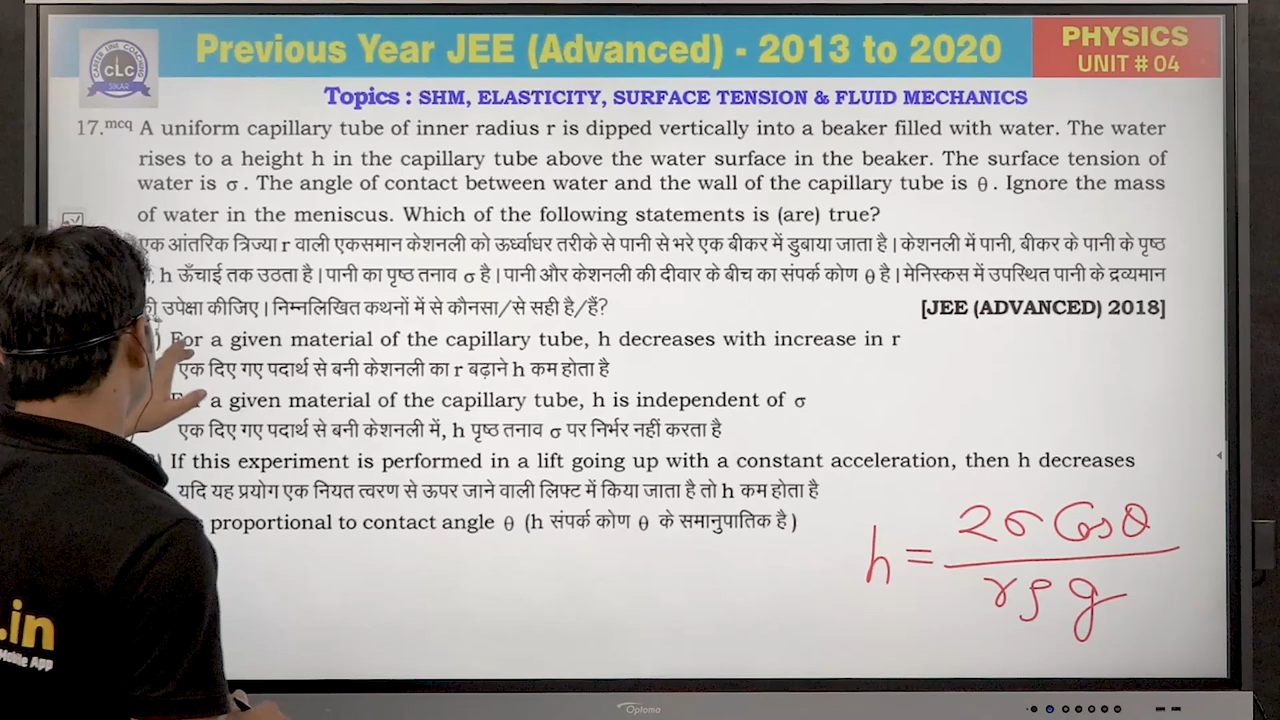 Previous Year JEE (Advanced) - 2013 to 2020
PHYSICS
UNIT # 04
CAREER LINE COACHING
CLC
SIKAR
Topics : SHM, ELASTICITY, SURFACE TENSION & FLUID MECHANICS
17.mcq A uniform capillary tube of inner radius r is dipped vertically into a beaker filled with water. The water
rises to a height h in the capillary tube above the water surface in the beaker. The surface tension of
water is σ. The angle of contact between water and the wall of the capillary tube is θ. Ignore the mass
of water in the meniscus. Which of the following statements is (are) true?
एक आंतरिक त्रिज्या r वाली एकसमान केशनली को ऊर्ध्वाधर तरीके से पानी से भरे एक बीकर में डुबाया जाता है। केशनली में पानी, बीकर के पानी के पृष्ठ
, h ऊँचाई तक उठता है। पानी का पृष्ठ तनाव σ है। पानी और केशनली की दीवार के बीच का संपर्क कोण θ है। मेनिस्कस में उपस्थित पानी के द्रव्यमान
की उपेक्षा कीजिए। निम्नलिखित कथनों में से कौनसा/से सही है/हैं? [JEE (ADVANCED) 2018]
) For a given material of the capillary tube, h decreases with increase in r
एक दिए गए पदार्थ से बनी केशनली का r बढ़ाने h कम होता है
a given material of the capillary tube, h is independent of σ
एक दिए गए पदार्थ से बनी केशनली में, h पृष्ठ तनाव σ पर निर्भर नहीं करता है
) If this experiment is performed in a lift going up with a constant acceleration, then h decreases
यदि यह प्रयोग एक नियत त्वरण से ऊपर जाने वाली लिफ्ट में किया जाता है तो h कम होता है
proportional to contact angle θ (h संपर्क कोण θ के समानुपातिक है)
h = 2σ Cosθ / rρg
.in
Mobile App
Optoma